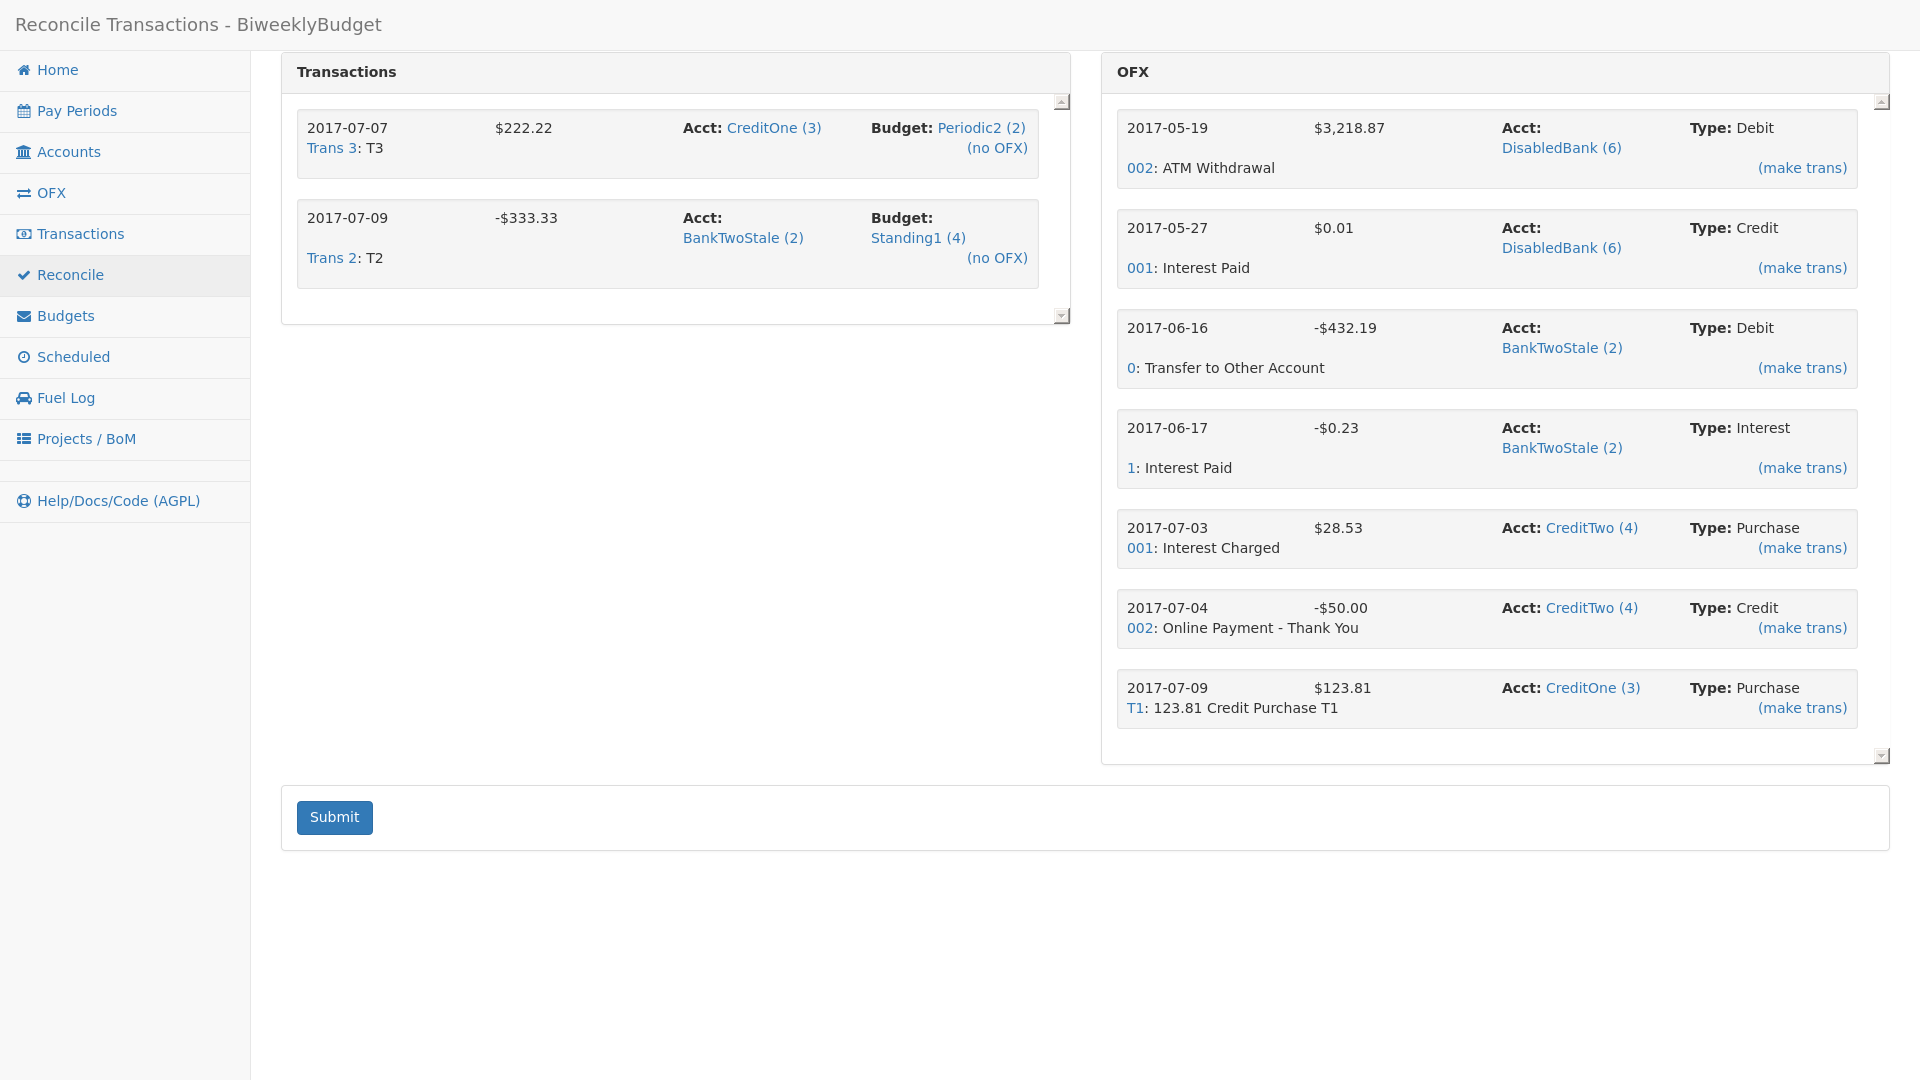 Reconcile Transactions - BiweeklyBudget
Home
Pay Periods
Accounts
OFX
Transactions
Reconcile
Budgets
Scheduled
Fuel Log
Projects / BoM
Help/Docs/Code (AGPL)
Transactions
2017-07-07 $222.22 Acct: CreditOne (3) Budget: Periodic2 (2)
Trans 3: T3 (no OFX)
2017-07-09 -$333.33 Acct: Budget:
BankTwoStale (2) Standing1 (4)
Trans 2: T2 (no OFX)
OFX
2017-05-19 $3,218.87 Acct: Type: Debit
DisabledBank (6)
002: ATM Withdrawal (make trans)
2017-05-27 $0.01 Acct: Type: Credit
DisabledBank (6)
001: Interest Paid (make trans)
2017-06-16 -$432.19 Acct: Type: Debit
BankTwoStale (2)
0: Transfer to Other Account (make trans)
2017-06-17 -$0.23 Acct: Type: Interest
BankTwoStale (2)
1: Interest Paid (make trans)
2017-07-03 $28.53 Acct: CreditTwo (4) Type: Purchase
001: Interest Charged (make trans)
2017-07-04 -$50.00 Acct: CreditTwo (4) Type: Credit
002: Online Payment - Thank You (make trans)
2017-07-09 $123.81 Acct: CreditOne (3) Type: Purchase
T1: 123.81 Credit Purchase T1 (make trans)
Submit